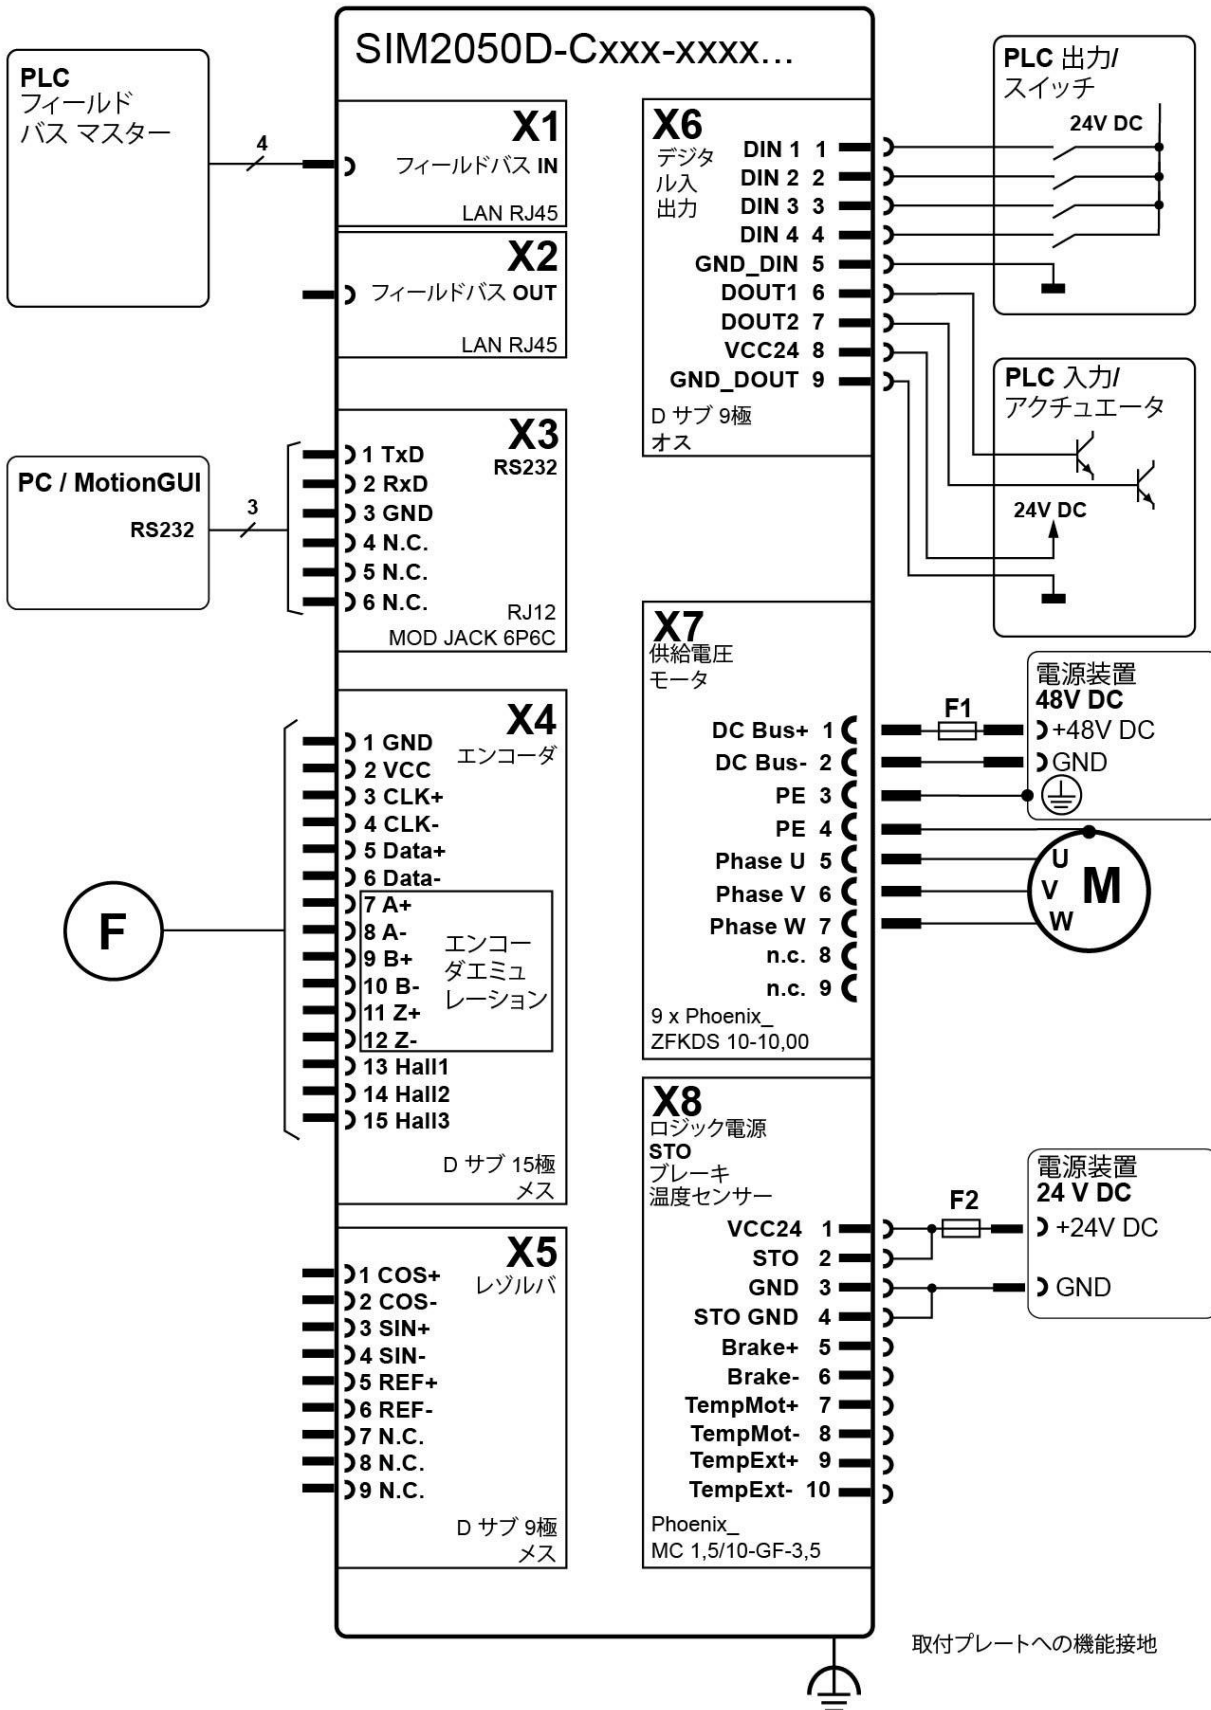 SIM2050D-Cxxx-xxxx...
PLC
フィールド
バス マスター
4
X1
フィールドバス IN
LAN RJ45
X2
フィールドバス OUT
LAN RJ45
PC / MotionGUI
RS232
3
X3
RS232
1 TxD
2 RxD
3 GND
4 N.C.
5 N.C.
6 N.C.
RJ12
MOD JACK 6P6C
F
X4
エンコーダ
1 GND
2 VCC
3 CLK+
4 CLK-
5 Data+
6 Data-
7 A+
8 A-
9 B+
10 B-
11 Z+
12 Z-
エンコー
ダエミュ
レーション
13 Hall1
14 Hall2
15 Hall3
D サブ 15極
メス
X5
レゾルバ
1 COS+
2 COS-
3 SIN+
4 SIN-
5 REF+
6 REF-
7 N.C.
8 N.C.
9 N.C.
D サブ 9極
メス
X6
デジタ
ル入
出力
DIN 1 1
DIN 2 2
DIN 3 3
DIN 4 4
GND_DIN 5
DOUT1 6
DOUT2 7
VCC24 8
GND_DOUT 9
D サブ 9極
オス
PLC 出力/
スイッチ
24V DC
PLC 入力/
アクチュエータ
24V DC
X7
供給電圧
モータ
DC Bus+ 1
DC Bus- 2
PE 3
PE 4
Phase U 5
Phase V 6
Phase W 7
n.c. 8
n.c. 9
9 x Phoenix_
ZFKDS 10-10,00
F1
電源装置
48V DC
+48V DC
GND
U
V
W
M
X8
ロジック電源
STO
ブレーキ
温度センサー
VCC24 1
STO 2
GND 3
STO GND 4
Brake+ 5
Brake- 6
TempMot+ 7
TempMot- 8
TempExt+ 9
TempExt- 10
Phoenix_
MC 1,5/10-GF-3,5
F2
電源装置
24 V DC
+24V DC
GND
取付プレートへの機能接地